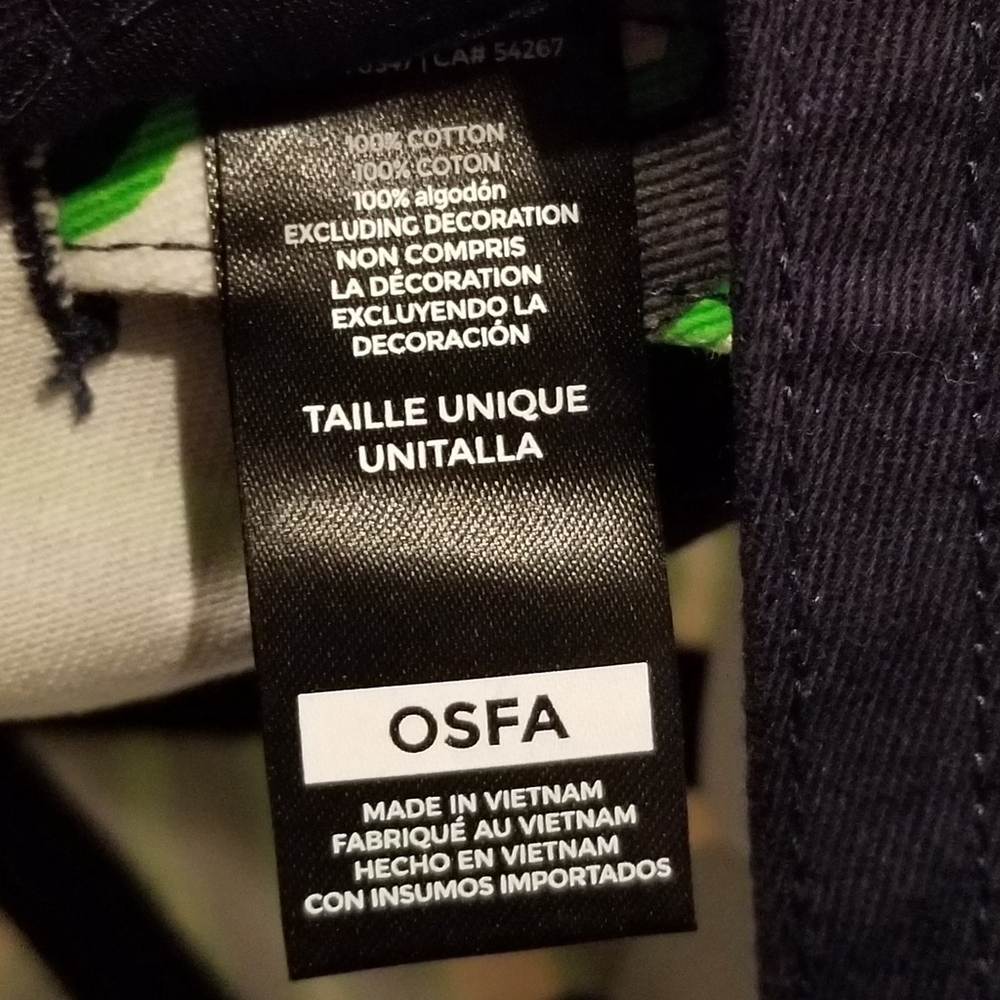 | CA# 54267
100% COTTON
100% COTON
100% algodón
EXCLUDING DECORATION
NON COMPRIS
LA DÉCORATION
EXCLUYENDO LA
DECORACIÓN
TAILLE UNIQUE
UNITALLA
OSFA
MADE IN VIETNAM
FABRIQUÉ AU VIETNAM
HECHO EN VIETNAM
CON INSUMOS IMPORTADOS